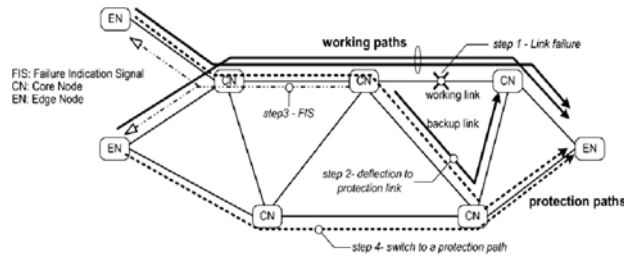 EN
working paths
step 1 - Link failure
FIS: Failure Indication Signal
CN: Core Node
EN: Edge Node
CN
CN
CN
working link
step3 - FIS
backup link
EN
EN
step 2- deflection to
protection link
protection paths
CN
CN
step 4- switch to a protection path